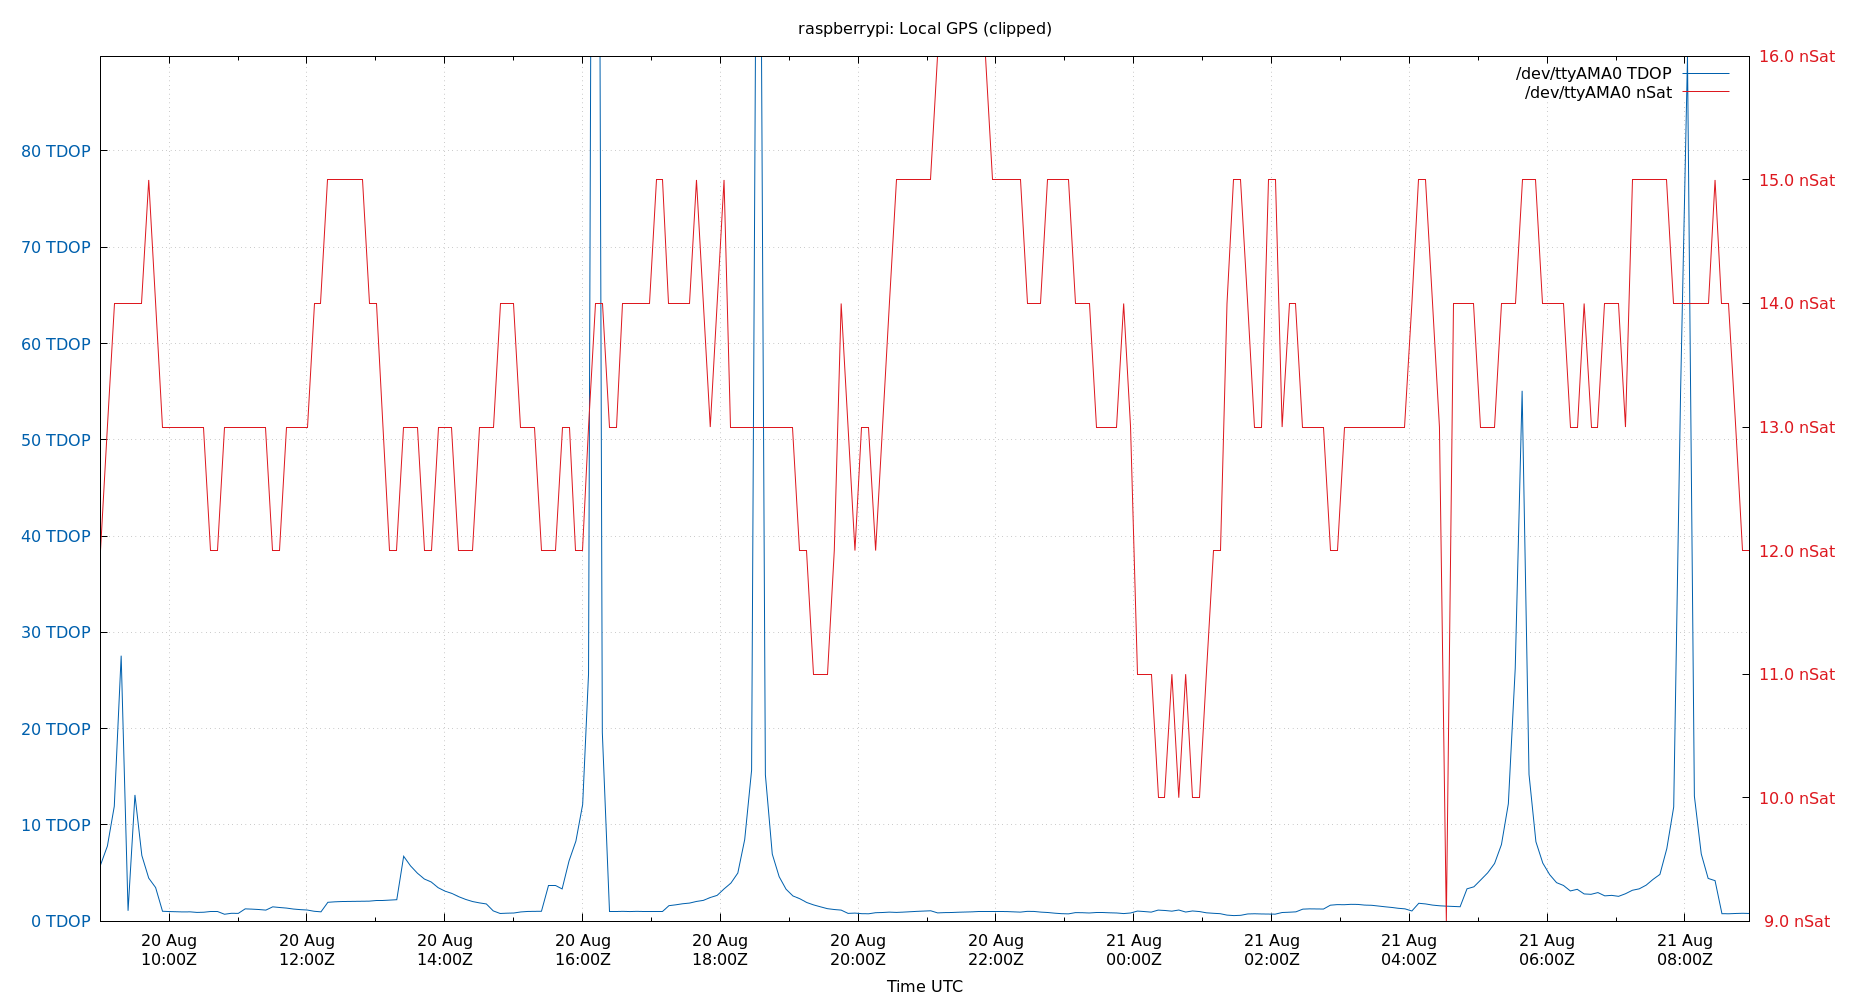 raspberrypi: Local GPS (clipped)
/dev/ttyAMA0 TDOP
/dev/ttyAMA0 nSat
80 TDOP
70 TDOP
60 TDOP
50 TDOP
40 TDOP
30 TDOP
20 TDOP
10 TDOP
0 TDOP
16.0 nSat
15.0 nSat
14.0 nSat
13.0 nSat
12.0 nSat
11.0 nSat
10.0 nSat
9.0 nSat
20 Aug
10:00Z
20 Aug
12:00Z
20 Aug
14:00Z
20 Aug
16:00Z
20 Aug
18:00Z
20 Aug
20:00Z
20 Aug
22:00Z
21 Aug
00:00Z
21 Aug
02:00Z
21 Aug
04:00Z
21 Aug
06:00Z
21 Aug
08:00Z
Time UTC